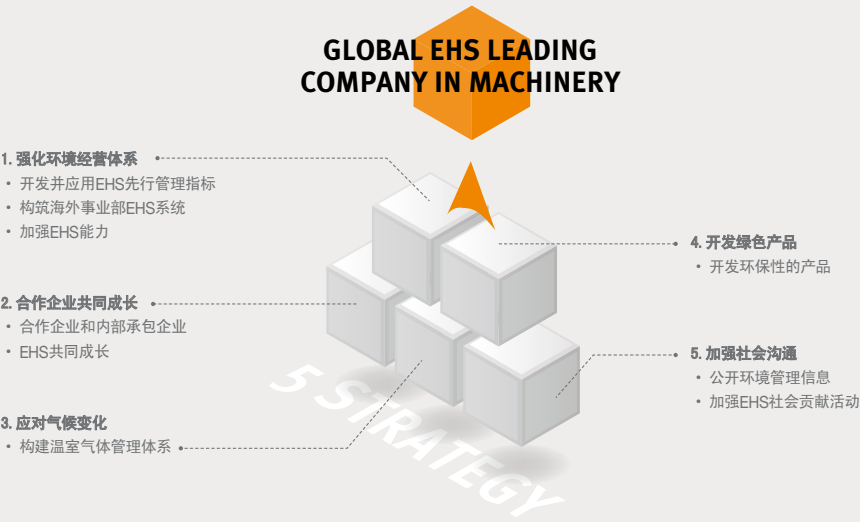 GLOBAL EHS LEADING
COMPANY IN MACHINERY
1. 强化环境经营体系
• 开发并应用EHS先行管理指标
• 构筑海外事业部EHS系统
• 加强EHS能力
2. 合作企业共同成长
• 合作企业和内部承包企业
• EHS共同成长
3. 应对气候变化
• 构建温室气体管理体系
4. 开发绿色产品
• 开发环保性的产品
5. 加强社会沟通
• 公开环境管理信息
• 加强EHS社会贡献活动
5 STRATEGY